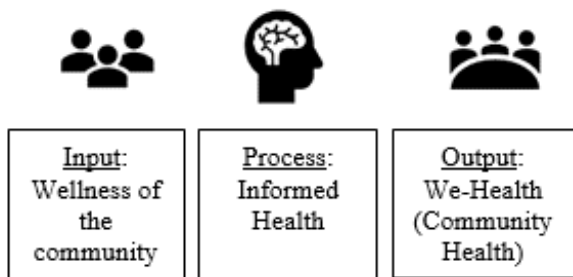 Input:
Wellness of
the
community
Process:
Informed
Health
Output:
We-Health
(Community
Health)